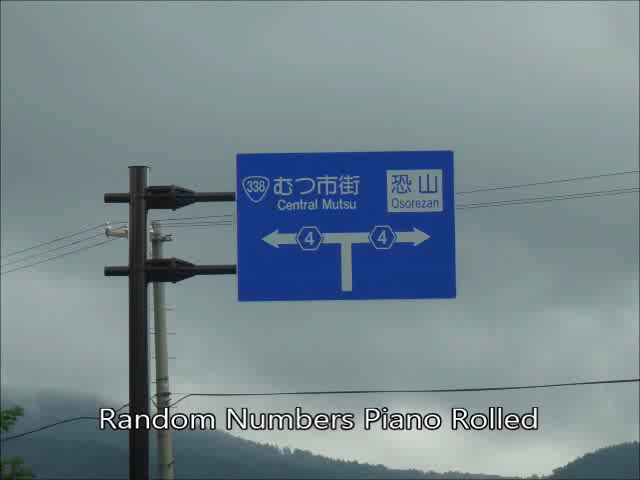 338 むつ市街 恐山
Central Mutsu Osorezan
4 4
Random Numbers Piano Rolled